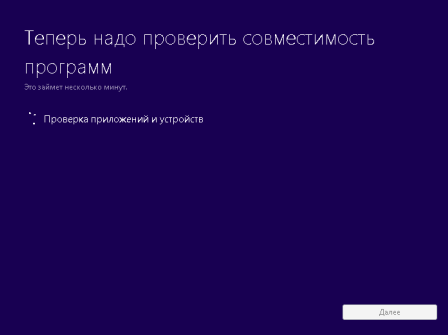 Теперь надо проверить совместимость
программ
Это займет несколько минут.
Проверка приложений и устройств
Далее